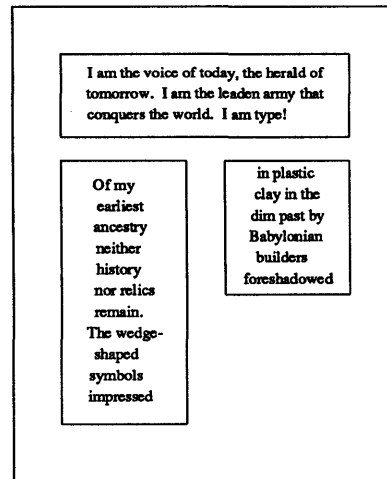 I am the voice of today, the herald of
tomorrow. I am the leaden army that
conquers the world. I am type!
Of my
earliest
ancestry
neither
history
nor relics
remain.
The wedge-
shaped
symbols
impressed
in plastic
clay in the
dim past by
Babylonian
builders
foreshadowed